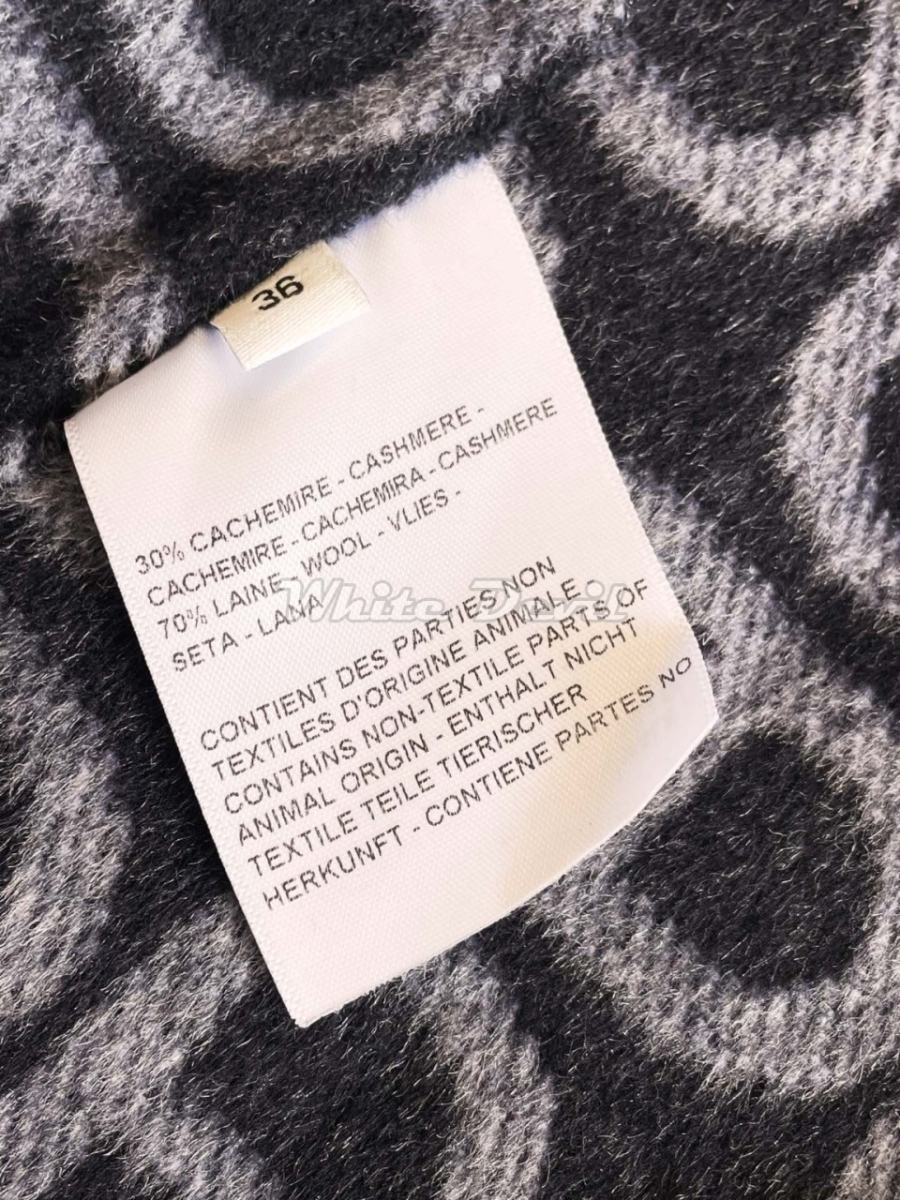 36
30% CACHEMIRE - CASHMERE -
CACHEMIRE - CACHEMIRA - CASHMERE
70% LAINE - WOOL - VLIES -
SETA - LANA
White Devil
CONTIENT DES PARTIES NON
TEXTILES D'ORIGINE ANIMALE -
CONTAINS NON-TEXTILE PARTS OF
ANIMAL ORIGIN - ENTHALT NICHT
TEXTILE TEILE TIERISCHER
HERKUNFT - CONTIENE PARTES NO